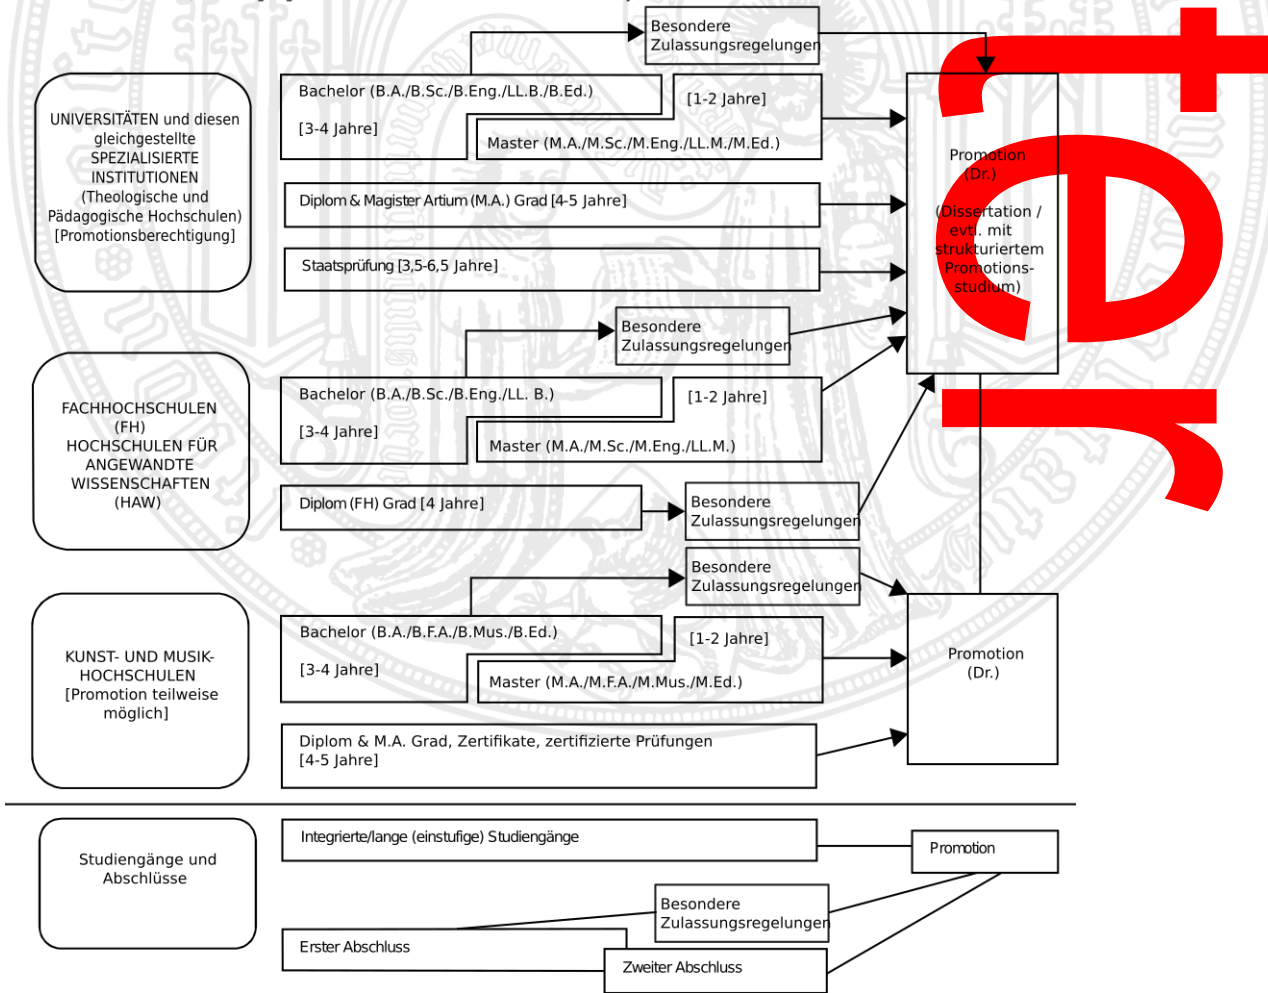 Besondere
Zulassungsregelungen
UNIVERSITÄTEN und diesen
gleichgestellte
SPEZIALISIERTE
INSTITUTIONEN
(Theologische und
Pädagogische Hochschulen)
[Promotionsberechtigung]
Bachelor (B.A./B.Sc./B.Eng./LL.B./B.Ed.)
[3-4 Jahre]
[1-2 Jahre]
Master (M.A./M.Sc./M.Eng./LL.M./M.Ed.)
Diplom & Magister Artium (M.A.) Grad [4-5 Jahre]
Staatsprüfung [3,5-6,5 Jahre]
Promotion
(Dr.)
(Dissertation /
evtl. mit
strukturiertem
Promotions-
studium)
ter
Besondere
Zulassungsregelungen
FACHHOCHSCHULEN
(FH)
HOCHSCHULEN FÜR
ANGEWANDTE
WISSENSCHAFTEN
(HAW)
Bachelor (B.A./B.Sc./B.Eng./LL. B.)
[3-4 Jahre]
[1-2 Jahre]
Master (M.A./M.Sc./M.Eng./LL.M.)
Diplom (FH) Grad [4 Jahre]
Besondere
Zulassungsregelungen
Besondere
Zulassungsregelungen
KUNST- UND MUSIK-
HOCHSCHULEN
[Promotion teilweise
möglich]
Bachelor (B.A./B.F.A./B.Mus./B.Ed.)
[3-4 Jahre]
[1-2 Jahre]
Master (M.A./M.F.A./M.Mus./M.Ed.)
Diplom & M.A. Grad, Zertifikate, zertifizierte Prüfungen
[4-5 Jahre]
Promotion
(Dr.)
Studiengänge und
Abschlüsse
Integrierte/lange (einstufige) Studiengänge
Promotion
Besondere
Zulassungsregelungen
Erster Abschluss
Zweiter Abschluss